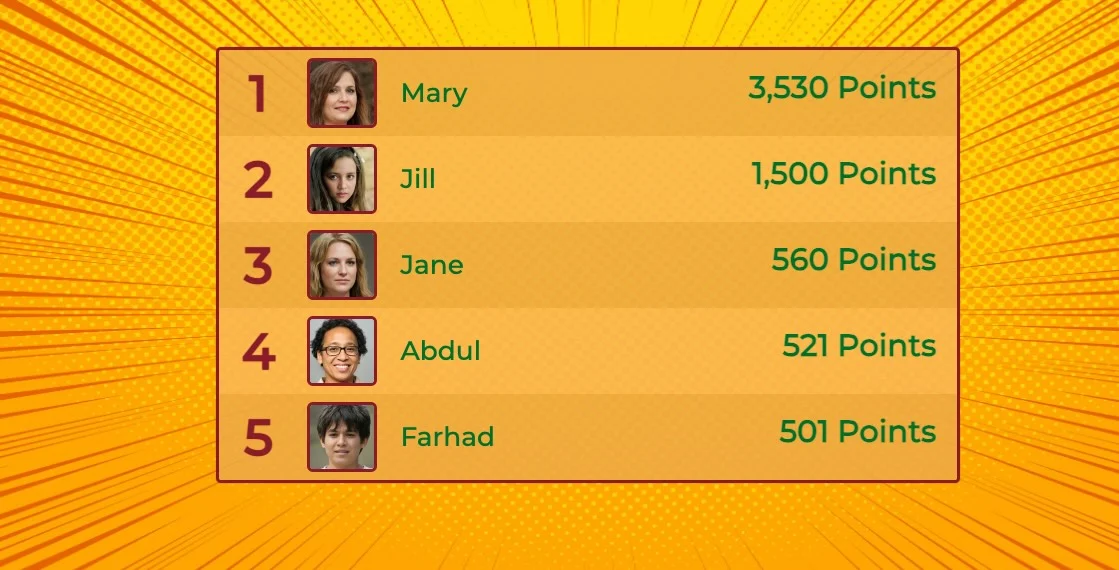 1 Mary 3,530 Points
2 Jill 1,500 Points
3 Jane 560 Points
4 Abdul 521 Points
5 Farhad 501 Points